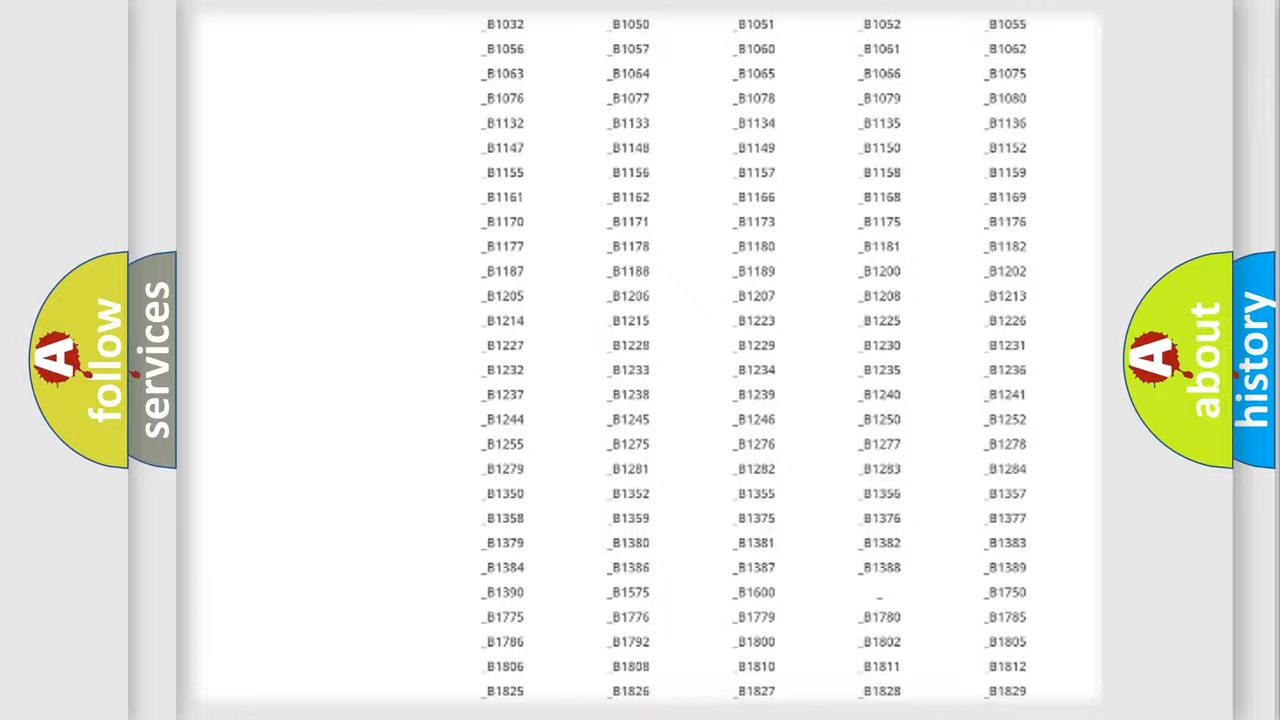 _B1032 _B1050 _B1051 _B1052 _B1055
_B1056 _B1057 _B1060 _B1061 _B1062
_B1063 _B1064 _B1065 _B1066 _B1075
_B1076 _B1077 _B1078 _B1079 _B1080
_B1132 _B1133 _B1134 _B1135 _B1136
_B1147 _B1148 _B1149 _B1150 _B1152
_B1155 _B1156 _B1157 _B1158 _B1159
_B1161 _B1162 _B1166 _B1168 _B1169
_B1170 _B1171 _B1173 _B1175 _B1176
_B1177 _B1178 _B1180 _B1181 _B1182
_B1187 _B1188 _B1189 _B1200 _B1202
_B1205 _B1206 _B1207 _B1208 _B1213
_B1214 _B1215 _B1223 _B1225 _B1226
_B1227 _B1228 _B1229 _B1230 _B1231
_B1232 _B1233 _B1234 _B1235 _B1236
_B1237 _B1238 _B1239 _B1240 _B1241
_B1244 _B1245 _B1246 _B1250 _B1252
_B1255 _B1275 _B1276 _B1277 _B1278
_B1279 _B1281 _B1282 _B1283 _B1284
_B1350 _B1352 _B1355 _B1356 _B1357
_B1358 _B1359 _B1375 _B1376 _B1377
_B1379 _B1380 _B1381 _B1382 _B1383
_B1384 _B1386 _B1387 _B1388 _B1389
_B1390 _B1575 _B1600 _ _B1750
_B1775 _B1776 _B1779 _B1780 _B1785
_B1786 _B1792 _B1800 _B1802 _B1805
_B1806 _B1808 _B1810 _B1811 _B1812
_B1825 _B1826 _B1827 _B1828 _B1829
A
follow
services
A
about
history